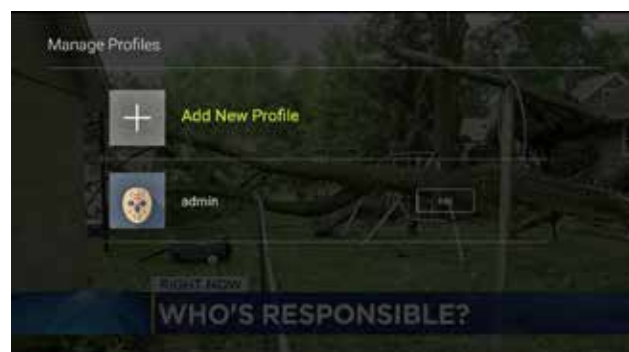 Manage Profiles
Add New Profile
admin
RIGHT NOW
WHO'S RESPONSIBLE?